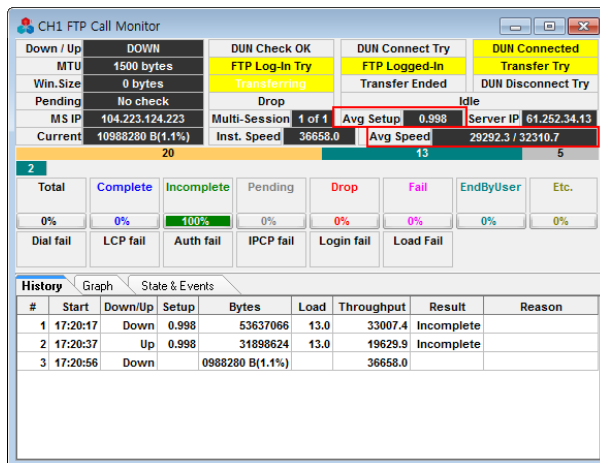 CH1 FTP Call Monitor
Down / Up DOWN DUN Check OK DUN Connect Try DUN Connected
MTU 1500 bytes FTP Log-In Try FTP Logged-In Transfer Try
Win.Size 0 bytes Transferring Transfer Ended DUN Disconnect Try
Pending No check Drop Idle
MS IP 104.223.124.223 Multi-Session 1 of 1 Avg Setup 0.998 Server IP 61.252.34.13
Current 10988280 B(1.1%) Inst. Speed 36658.0 Avg Speed 29292.3 / 32310.7
20 13 5
2
Total Complete Incomplete Pending Drop Fail EndByUser Etc.
0% 0% 100% 0% 0% 0% 0% 0%
Dial fail LCP fail Auth fail IPCP fail Login fail Load Fail
History Graph State & Events
# Start Down/Up Setup Bytes Load Throughput Result Reason
1 17:20:17 Down 0.998 53637066 13.0 33007.4 Incomplete
2 17:20:37 Up 0.998 31898624 13.0 19629.9 Incomplete
3 17:20:56 Down 0988280 B(1.1%) 36658.0